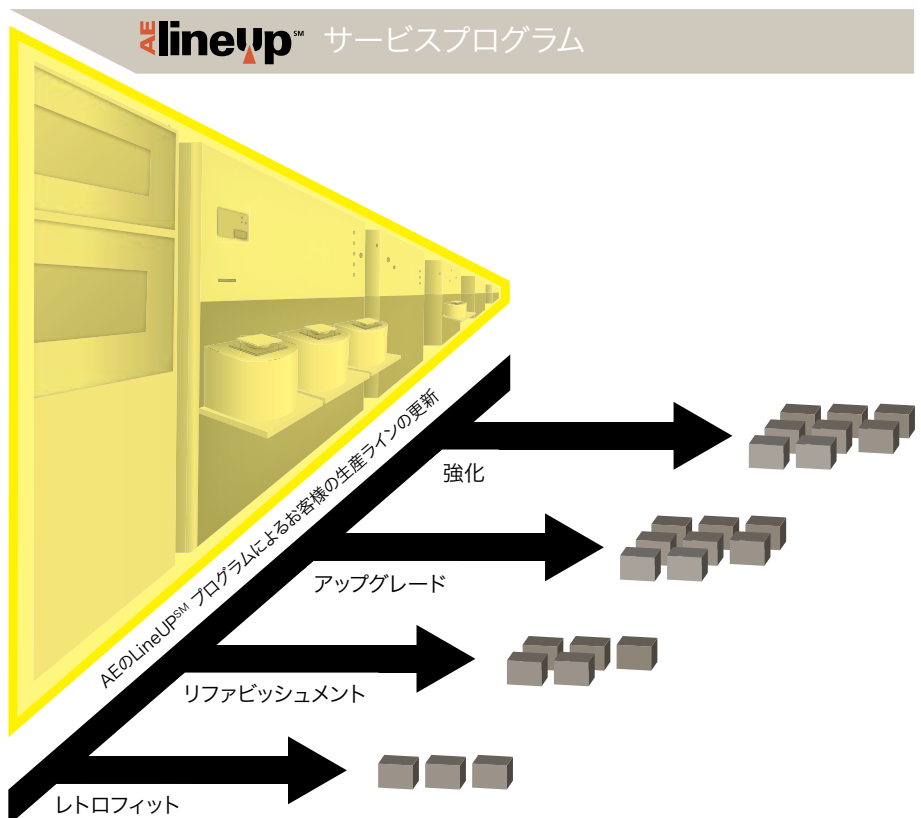 AE lineUp℠ サービスプログラム
AEのLineUP℠ プログラムによるお客様の生産ラインの更新
強化
アップグレード
リファビッシュメント
レトロフィット